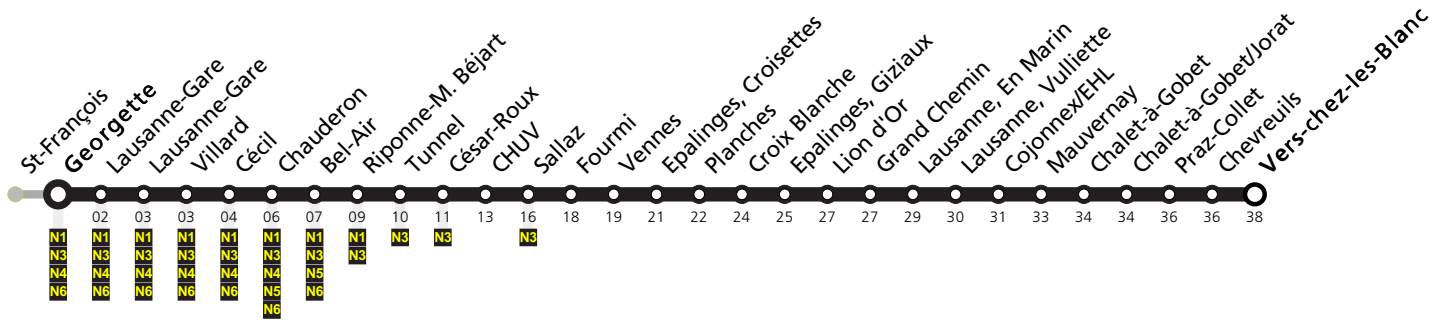 St-François
Georgette
Lausanne-Gare
Lausanne-Gare
Villard
Cécil
Chauderon
Bel-Air
Riponne-M. Béjart
Tunnel
César-Roux
CHUV
Sallaz
Fourmi
Vennes
Epalinges, Croisettes
Planches
Croix Blanche
Epalinges, Giziaux
Lion d'Or
Grand Chemin
Lausanne, En Marin
Lausanne, Vulliette
Cojonnex/EHL
Mauvernay
Chalet-à-Gobet
Chalet-à-Gobet/Jorat
Praz-Collet
Chevreuils
Vers-chez-les-Blanc
02 03 03 04 06 07 09 10 11 13 16 18 19 21 22 24 25 27 27 29 30 31 33 34 34 36 36 38
N1 N1 N1 N1 N1 N1 N1 N1 N3 N3 N3
N3 N3 N3 N3 N3 N3 N3 N3
N4 N4 N4 N4 N4 N4 N5
N6 N6 N6 N6 N6 N5 N6
N6